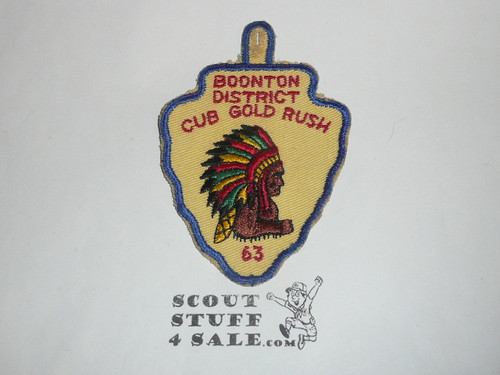 BOONTON
DISTRICT
CUB GOLD RUSH
63
SCOUT
STUFF
4 SALE.COM